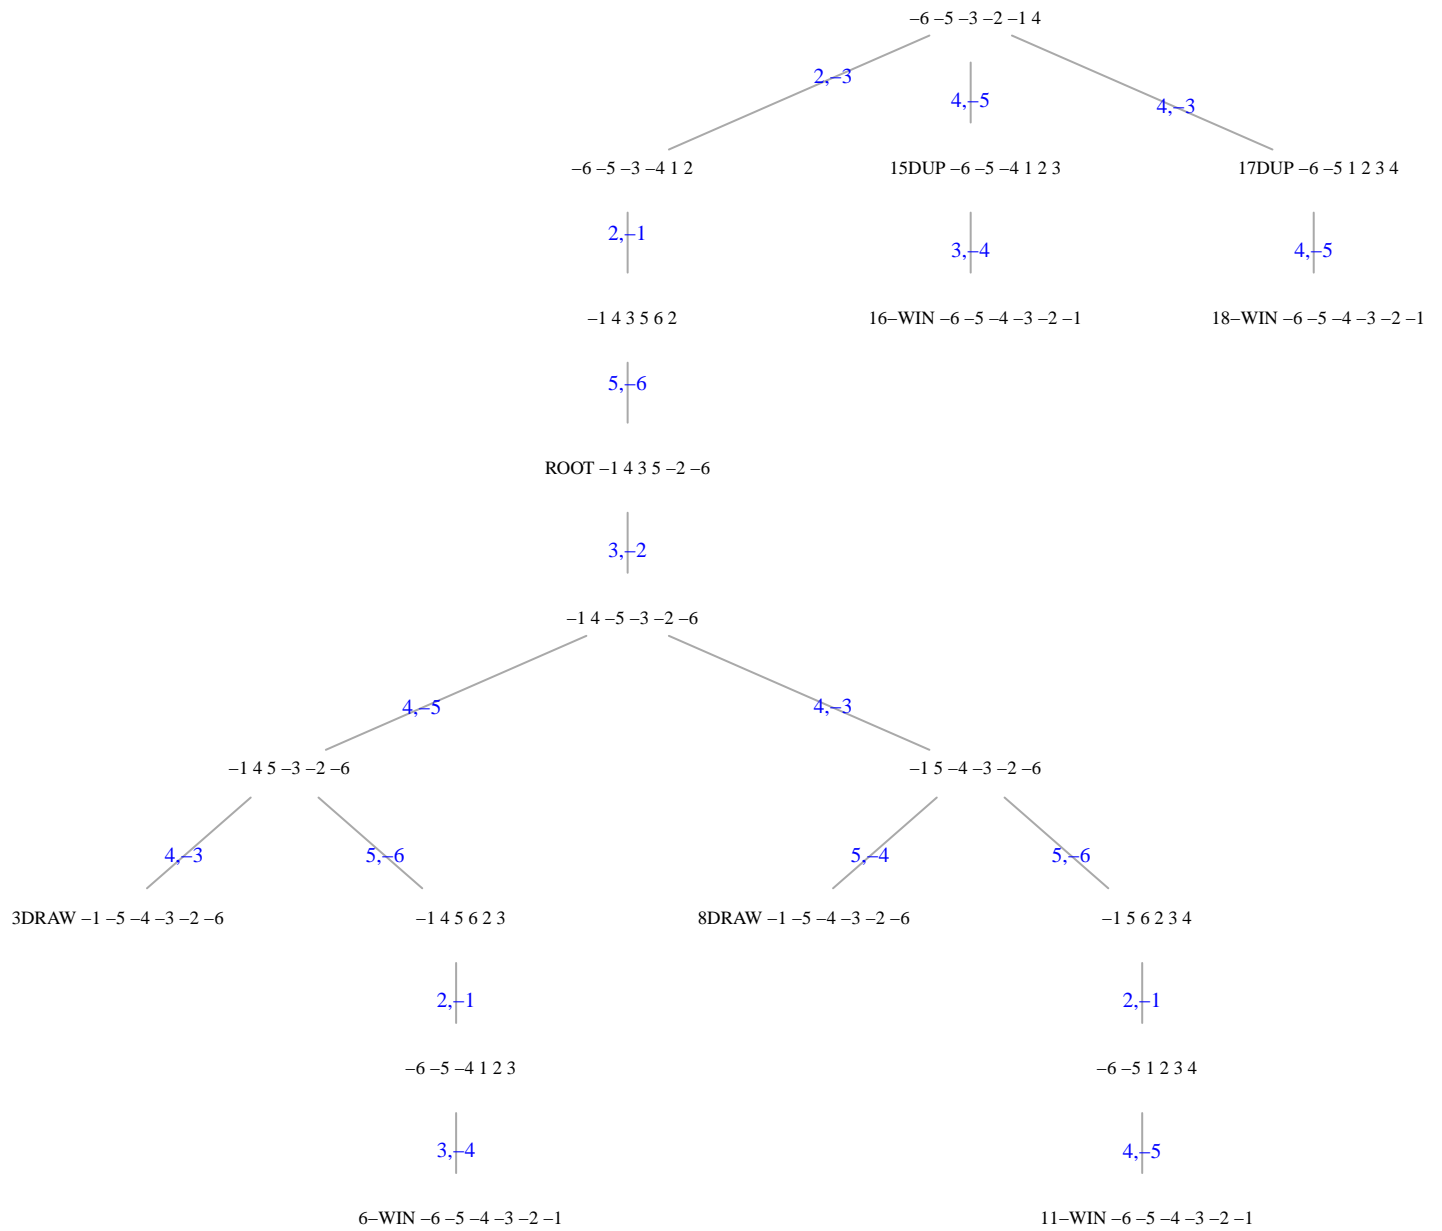 –6 –5 –3 –2 –1 4
2,–3
4,–5
4,–3
–6 –5 –3 –4 1 2
15DUP –6 –5 –4 1 2 3
17DUP –6 –5 1 2 3 4
2,–1
3,–4
4,–5
–1 4 3 5 6 2
16–WIN –6 –5 –4 –3 –2 –1
18–WIN –6 –5 –4 –3 –2 –1
5,–6
ROOT –1 4 3 5 –2 –6
3,–2
–1 4 –5 –3 –2 –6
4,–5
4,–3
–1 4 5 –3 –2 –6
–1 5 –4 –3 –2 –6
4,–3
5,–6
5,–4
5,–6
3DRAW –1 –5 –4 –3 –2 –6
–1 4 5 6 2 3
8DRAW –1 –5 –4 –3 –2 –6
–1 5 6 2 3 4
2,–1
2,–1
–6 –5 –4 1 2 3
–6 –5 1 2 3 4
3,–4
4,–5
6–WIN –6 –5 –4 –3 –2 –1
11–WIN –6 –5 –4 –3 –2 –1